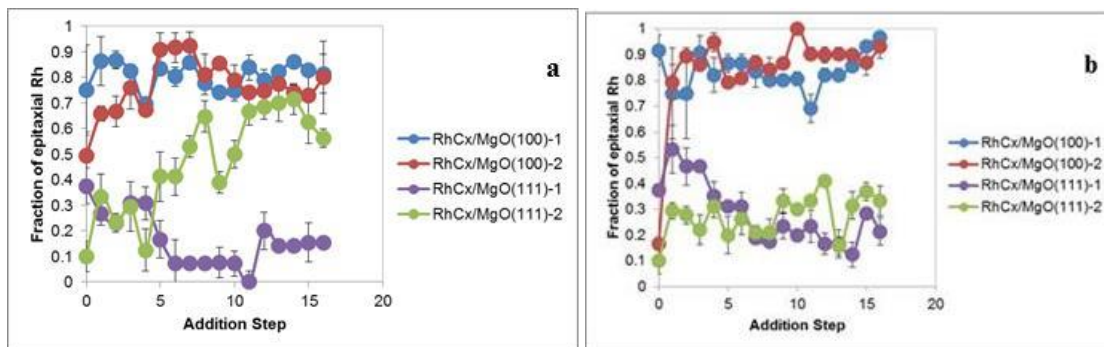 1
0.9
0.8
0.7
0.6
0.5
0.4
0.3
0.2
0.1
0
Fraction of epitaxial Rh
0 5 10 15 20
Addition Step
a
RhCx/MgO(100)-1
RhCx/MgO(100)-2
RhCx/MgO(111)-1
RhCx/MgO(111)-2
1
0.9
0.8
0.7
0.6
0.5
0.4
0.3
0.2
0.1
0
Fraction of epitaxial Rh
0 5 10 15 20
Addition Step
b
RhCx/MgO(100)-1
RhCx/MgO(100)-2
RhCx/MgO(111)-1
RhCx/MgO(111)-2